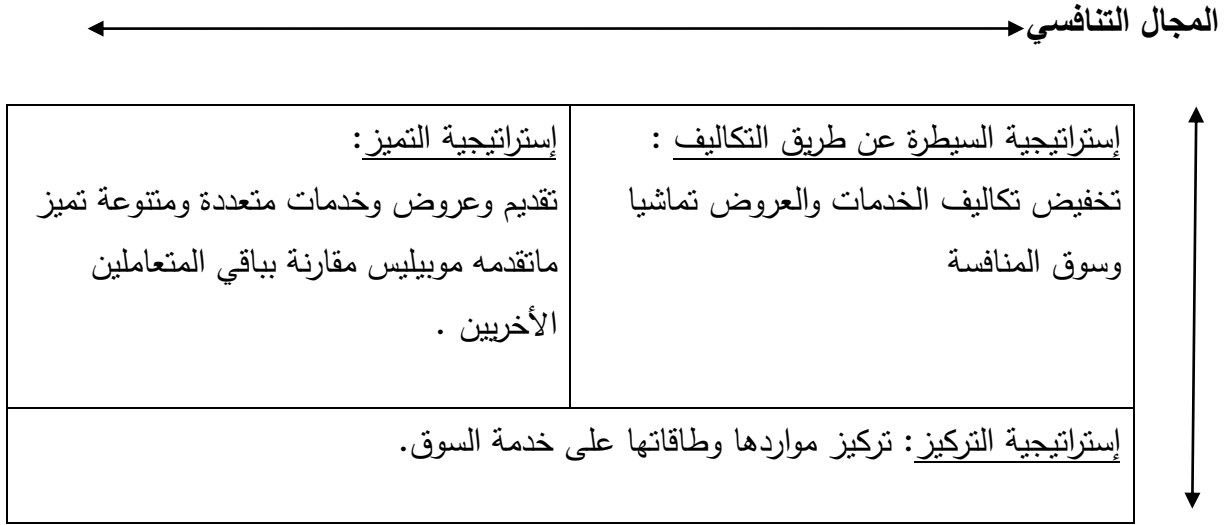 المجال التنافسي
إستراتيجية السيطرة عن طريق التكاليف :
تخفيض تكاليف الخدمات والعروض تماشيا
وسوق المنافسة
إستراتيجية التميز:
تقديم وعروض وخدمات متعددة ومتنوعة تميز
ماتقدمه موبيليس مقارنة بباقي المتعاملين
الأخريين .
إستراتيجية التركيز: تركيز مواردها وطاقاتها على خدمة السوق.